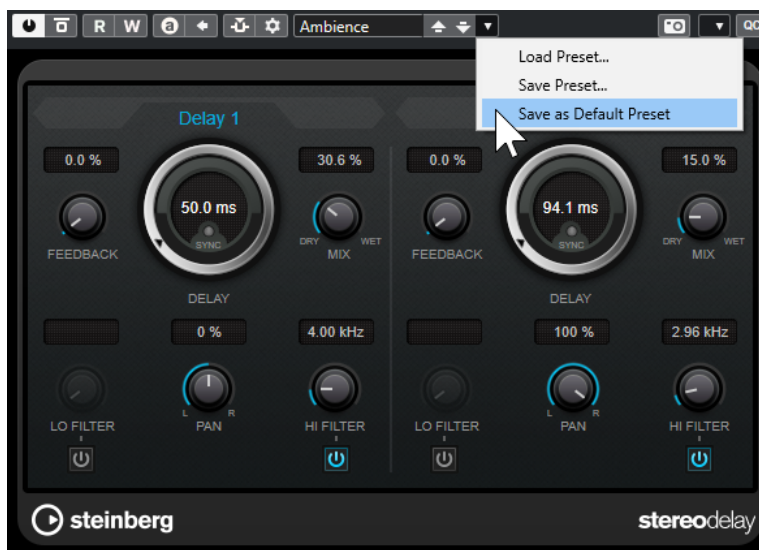 R W a Ambience QC
Load Preset...
Save Preset...
Save as Default Preset
Delay 1
0.0 % 30.6 % 0.0 % 15.0 %
50.0 ms 94.1 ms
SYNC SYNC
DRY WET DRY WET
FEEDBACK MIX FEEDBACK MIX
DELAY DELAY
0 % 4.00 kHz 100 % 2.96 kHz
L R L R
LO FILTER PAN HI FILTER LO FILTER PAN HI FILTER
steinberg stereodelay